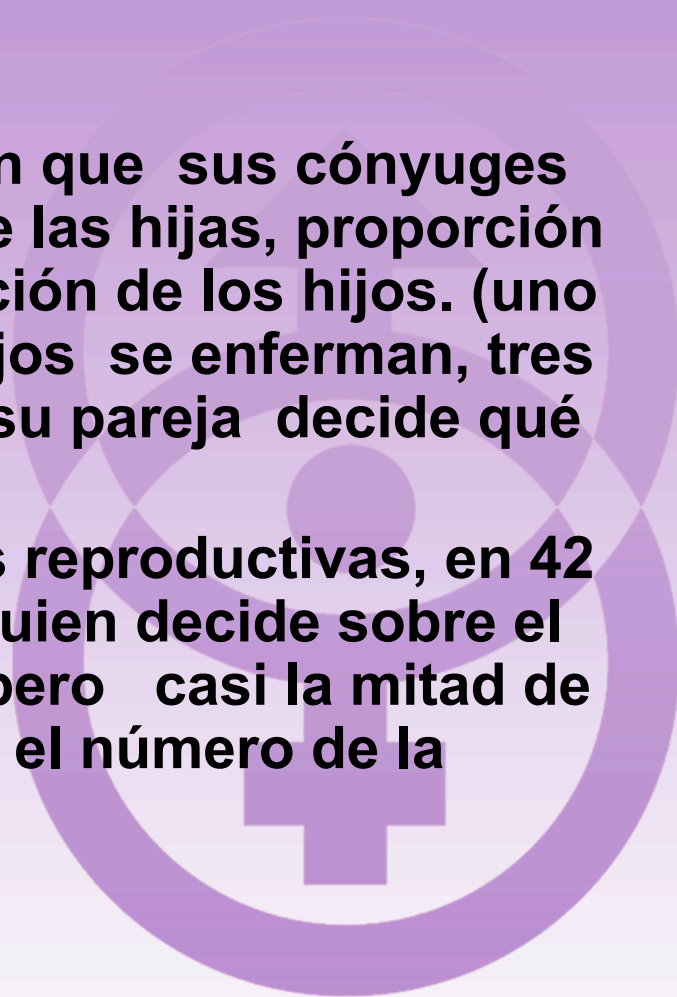 n que sus cónyuges
e las hijas, proporción
ción de los hijos. (uno
jos se enferman, tres
su pareja decide qué
s reproductivas, en 42
uien decide sobre el
pero casi la mitad de
el número de la